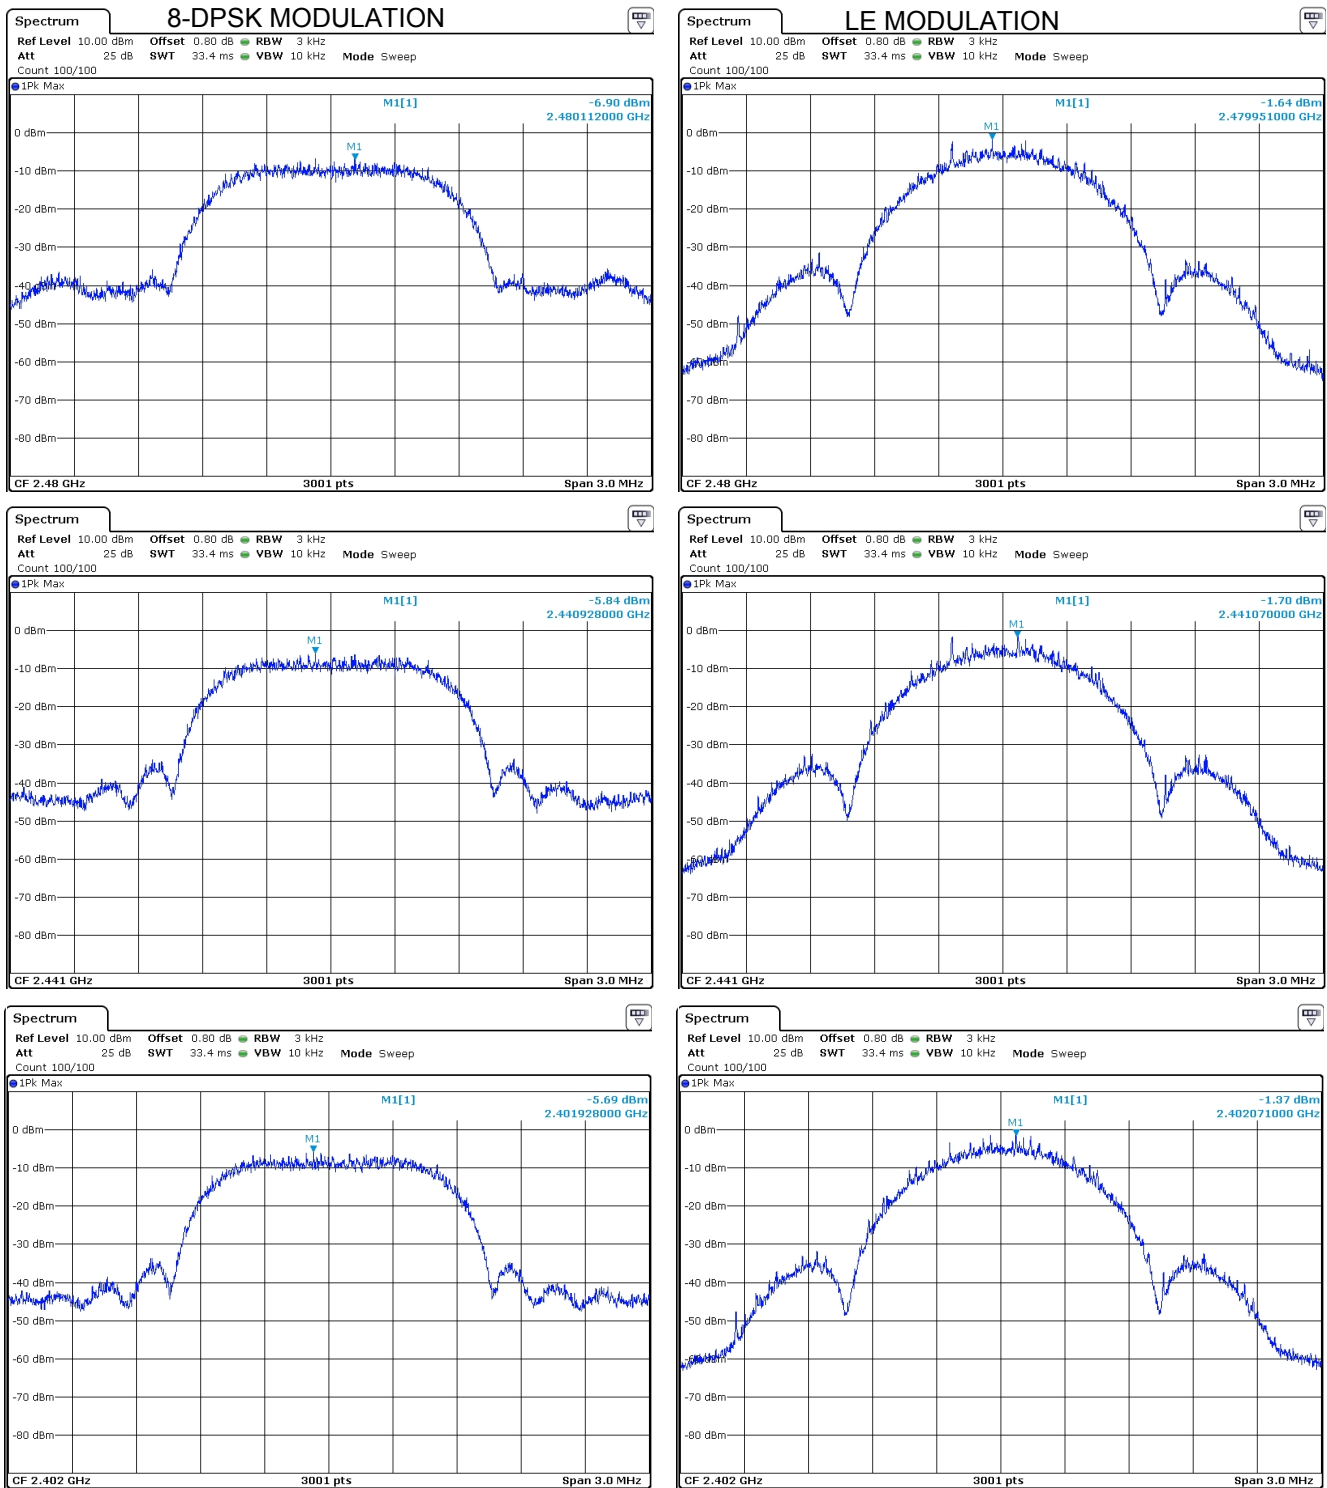 8-DPSK MODULATION
Spectrum
Ref Level 10.00 dBm Offset 0.80 dB RBW 3 kHz
Att 25 dB SWT 33.4 ms VBW 10 kHz Mode Sweep
Count 100/100
1Pk Max
M1[1] -6.90 dBm
2.480112000 GHz
M1
0 dBm
-10 dBm
-20 dBm
-30 dBm
-40 dBm
-50 dBm
-60 dBm
-70 dBm
-80 dBm
CF 2.48 GHz 3001 pts Span 3.0 MHz
LE MODULATION
Spectrum
Ref Level 10.00 dBm Offset 0.80 dB RBW 3 kHz
Att 25 dB SWT 33.4 ms VBW 10 kHz Mode Sweep
Count 100/100
1Pk Max
M1[1] -1.64 dBm
2.479951000 GHz
M1
0 dBm
-10 dBm
-20 dBm
-30 dBm
-40 dBm
-50 dBm
-60 dBm
-70 dBm
-80 dBm
CF 2.48 GHz 3001 pts Span 3.0 MHz
Spectrum
Ref Level 10.00 dBm Offset 0.80 dB RBW 3 kHz
Att 25 dB SWT 33.4 ms VBW 10 kHz Mode Sweep
Count 100/100
1Pk Max
M1[1] -5.84 dBm
2.440928000 GHz
M1
0 dBm
-10 dBm
-20 dBm
-30 dBm
-40 dBm
-50 dBm
-60 dBm
-70 dBm
-80 dBm
CF 2.441 GHz 3001 pts Span 3.0 MHz
Spectrum
Ref Level 10.00 dBm Offset 0.80 dB RBW 3 kHz
Att 25 dB SWT 33.4 ms VBW 10 kHz Mode Sweep
Count 100/100
1Pk Max
M1[1] -1.70 dBm
2.441070000 GHz
M1
0 dBm
-10 dBm
-20 dBm
-30 dBm
-40 dBm
-50 dBm
-60 dBm
-70 dBm
-80 dBm
CF 2.441 GHz 3001 pts Span 3.0 MHz
Spectrum
Ref Level 10.00 dBm Offset 0.80 dB RBW 3 kHz
Att 25 dB SWT 33.4 ms VBW 10 kHz Mode Sweep
Count 100/100
1Pk Max
M1[1] -5.69 dBm
2.401928000 GHz
M1
0 dBm
-10 dBm
-20 dBm
-30 dBm
-40 dBm
-50 dBm
-60 dBm
-70 dBm
-80 dBm
CF 2.402 GHz 3001 pts Span 3.0 MHz
Spectrum
Ref Level 10.00 dBm Offset 0.80 dB RBW 3 kHz
Att 25 dB SWT 33.4 ms VBW 10 kHz Mode Sweep
Count 100/100
1Pk Max
M1[1] -1.37 dBm
2.402071000 GHz
M1
0 dBm
-10 dBm
-20 dBm
-30 dBm
-40 dBm
-50 dBm
-60 dBm
-70 dBm
-80 dBm
CF 2.402 GHz 3001 pts Span 3.0 MHz